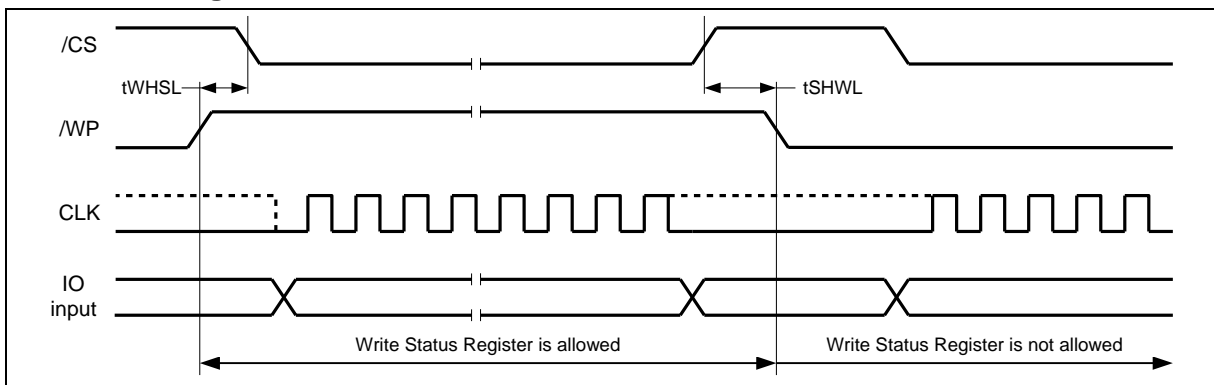 /CS
tWHSL
tSHWL
/WP
CLK
IO
input
Write Status Register is allowed
Write Status Register is not allowed